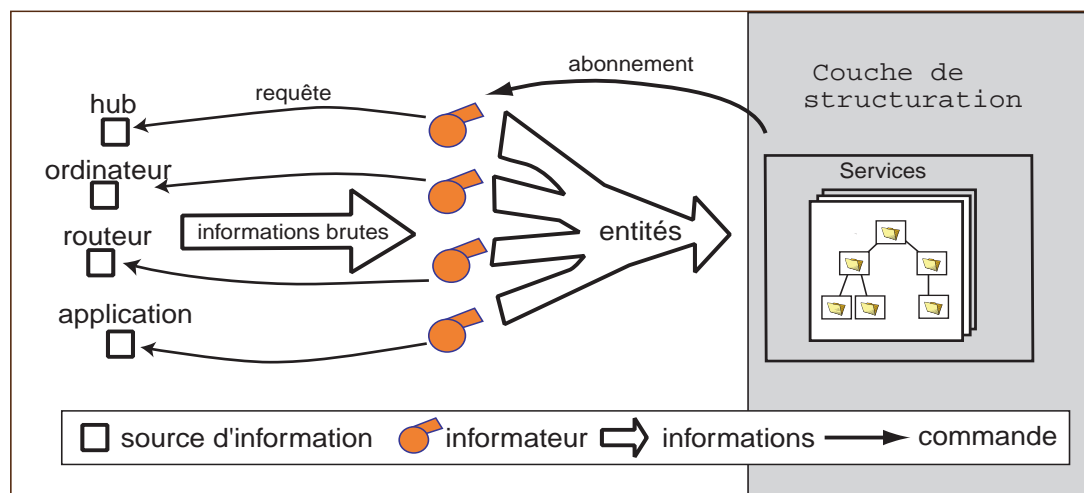 abonnement
Couche de
structuration
requête
hub
ordinateur
Services
routeur
informations brutes
entités
application
source d'information
informateur
informations
commande